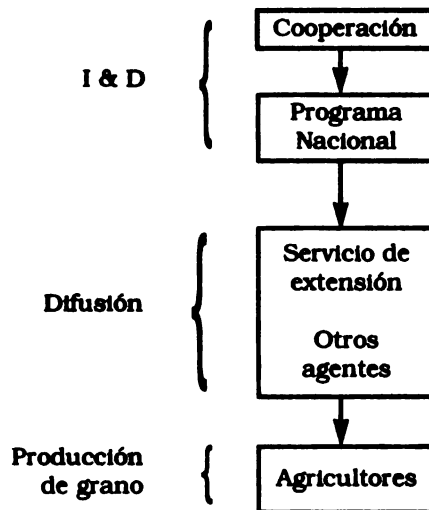 Cooperación
I & D
Programa
Nacional
Servicio de
extensión
Difusión
Otros
agentes
Producción
de grano
Agricultores